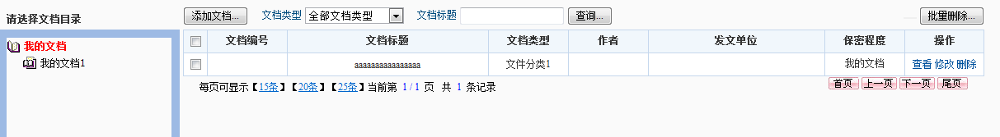 请选择文档目录
我的文档
我的文档1
添加文档... 文档类型 全部文档类型 文档标题 查询... 批量删除...
文档编号 文档标题 文档类型 作者 发文单位 保密程度 操作
aaaaaaaaaaaaaaaa 文件分类1 我的文档 查看 修改 删除
每页可显示【15条】【20条】【25条】当前第 1 / 1 页 共 1 条记录 首页 上一页 下一页 尾页